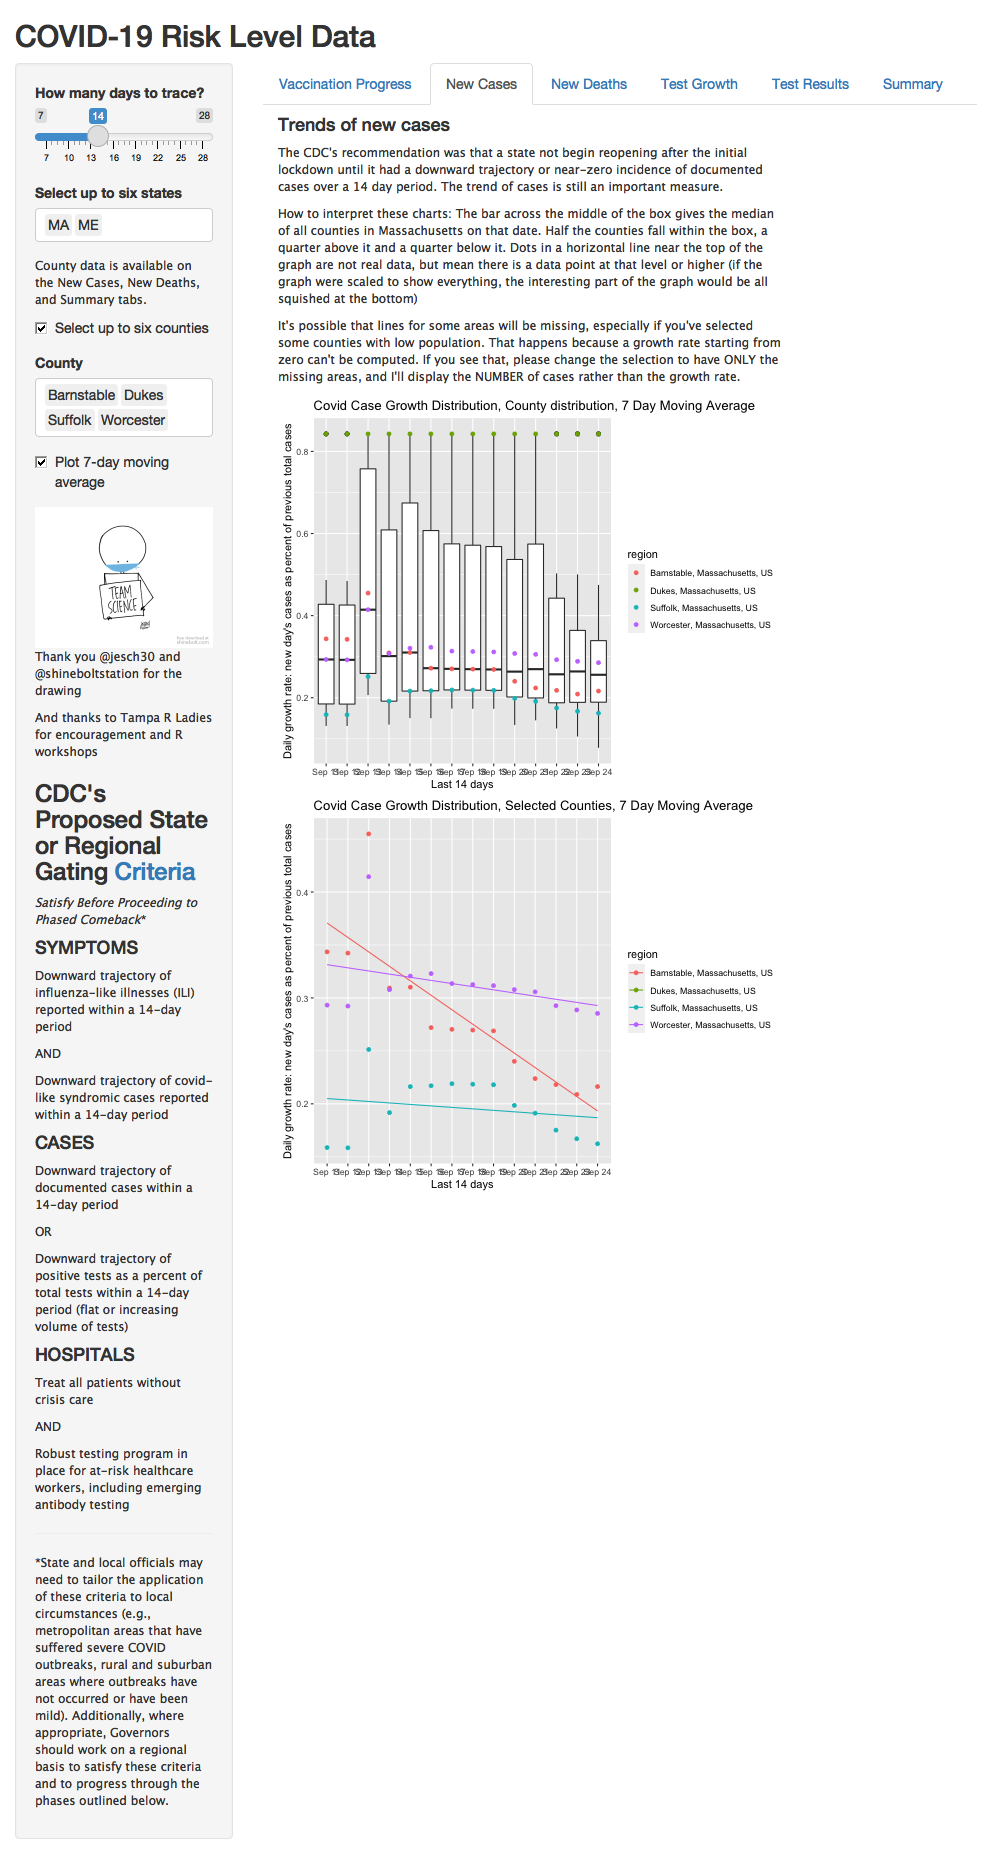 COVID-19 Risk Level Data
How many days to trace?
7
14
28
7 10 13 16 19 22 25 28
Select up to six states
MA ME
County data is available on
the New Cases, New Deaths,
and Summary tabs.
Select up to six counties
County
Barnstable Dukes
Suffolk Worcester
Plot 7-day moving
average
TEAM
SCIENCE
Thank you @jesch30 and
@shineboltstation for the
drawing
And thanks to Tampa R Ladies
for encouragement and R
workshops
CDC's
Proposed State
or Regional
Gating Criteria
Satisfy Before Proceeding to
Phased Comeback*
SYMPTOMS
Downward trajectory of
influenza-like illnesses (ILI)
reported within a 14-day
period
AND
Downward trajectory of covid-
like syndromic cases reported
within a 14-day period
CASES
Downward trajectory of
documented cases within a
14-day period
OR
Downward trajectory of
positive tests as a percent of
total tests within a 14-day
period (flat or increasing
volume of tests)
HOSPITALS
Treat all patients without
crisis care
AND
Robust testing program in
place for at-risk healthcare
workers, including emerging
antibody testing
*State and local officials may
need to tailor the application
of these criteria to local
circumstances (e.g.,
metropolitan areas that have
suffered severe COVID
outbreaks, rural and suburban
areas where outbreaks have
not occurred or have been
mild). Additionally, where
appropriate, Governors
should work on a regional
basis to satisfy these criteria
and to progress through the
phases outlined below.
Vaccination Progress New Cases New Deaths Test Growth Test Results Summary
Trends of new cases
The CDC's recommendation was that a state not begin reopening after the initial
lockdown until it had a downward trajectory or near-zero incidence of documented
cases over a 14 day period. The trend of cases is still an important measure.
How to interpret these charts: The bar across the middle of the box gives the median
of all counties in Massachusetts on that date. Half the counties fall within the box, a
quarter above it and a quarter below it. Dots in a horizontal line near the top of the
graph are not real data, but mean there is a data point at that level or higher (if the
graph were scaled to show everything, the interesting part of the graph would be all
squished at the bottom)
It's possible that lines for some areas will be missing, especially if you've selected
some counties with low population. That happens because a growth rate starting from
zero can't be computed. If you see that, please change the selection to have ONLY the
missing areas, and I'll display the NUMBER of cases rather than the growth rate.
Covid Case Growth Distribution, County distribution, 7 Day Moving Average
Daily growth rate: new day's cases as percent of previous total cases
0.8
0.6
0.4
0.2
Sep 11 Sep 12 Sep 13 Sep 14 Sep 15 Sep 16 Sep 17 Sep 18 Sep 19 Sep 20 Sep 21 Sep 22 Sep 23 Sep 24
Last 14 days
region
Barnstable, Massachusetts, US
Dukes, Massachusetts, US
Suffolk, Massachusetts, US
Worcester, Massachusetts, US
Covid Case Growth Distribution, Selected Counties, 7 Day Moving Average
Daily growth rate: new day's cases as percent of previous total cases
0.4
0.3
0.2
Sep 11 Sep 12 Sep 13 Sep 14 Sep 15 Sep 16 Sep 17 Sep 18 Sep 19 Sep 20 Sep 21 Sep 22 Sep 23 Sep 24
Last 14 days
region
Barnstable, Massachusetts, US
Dukes, Massachusetts, US
Suffolk, Massachusetts, US
Worcester, Massachusetts, US